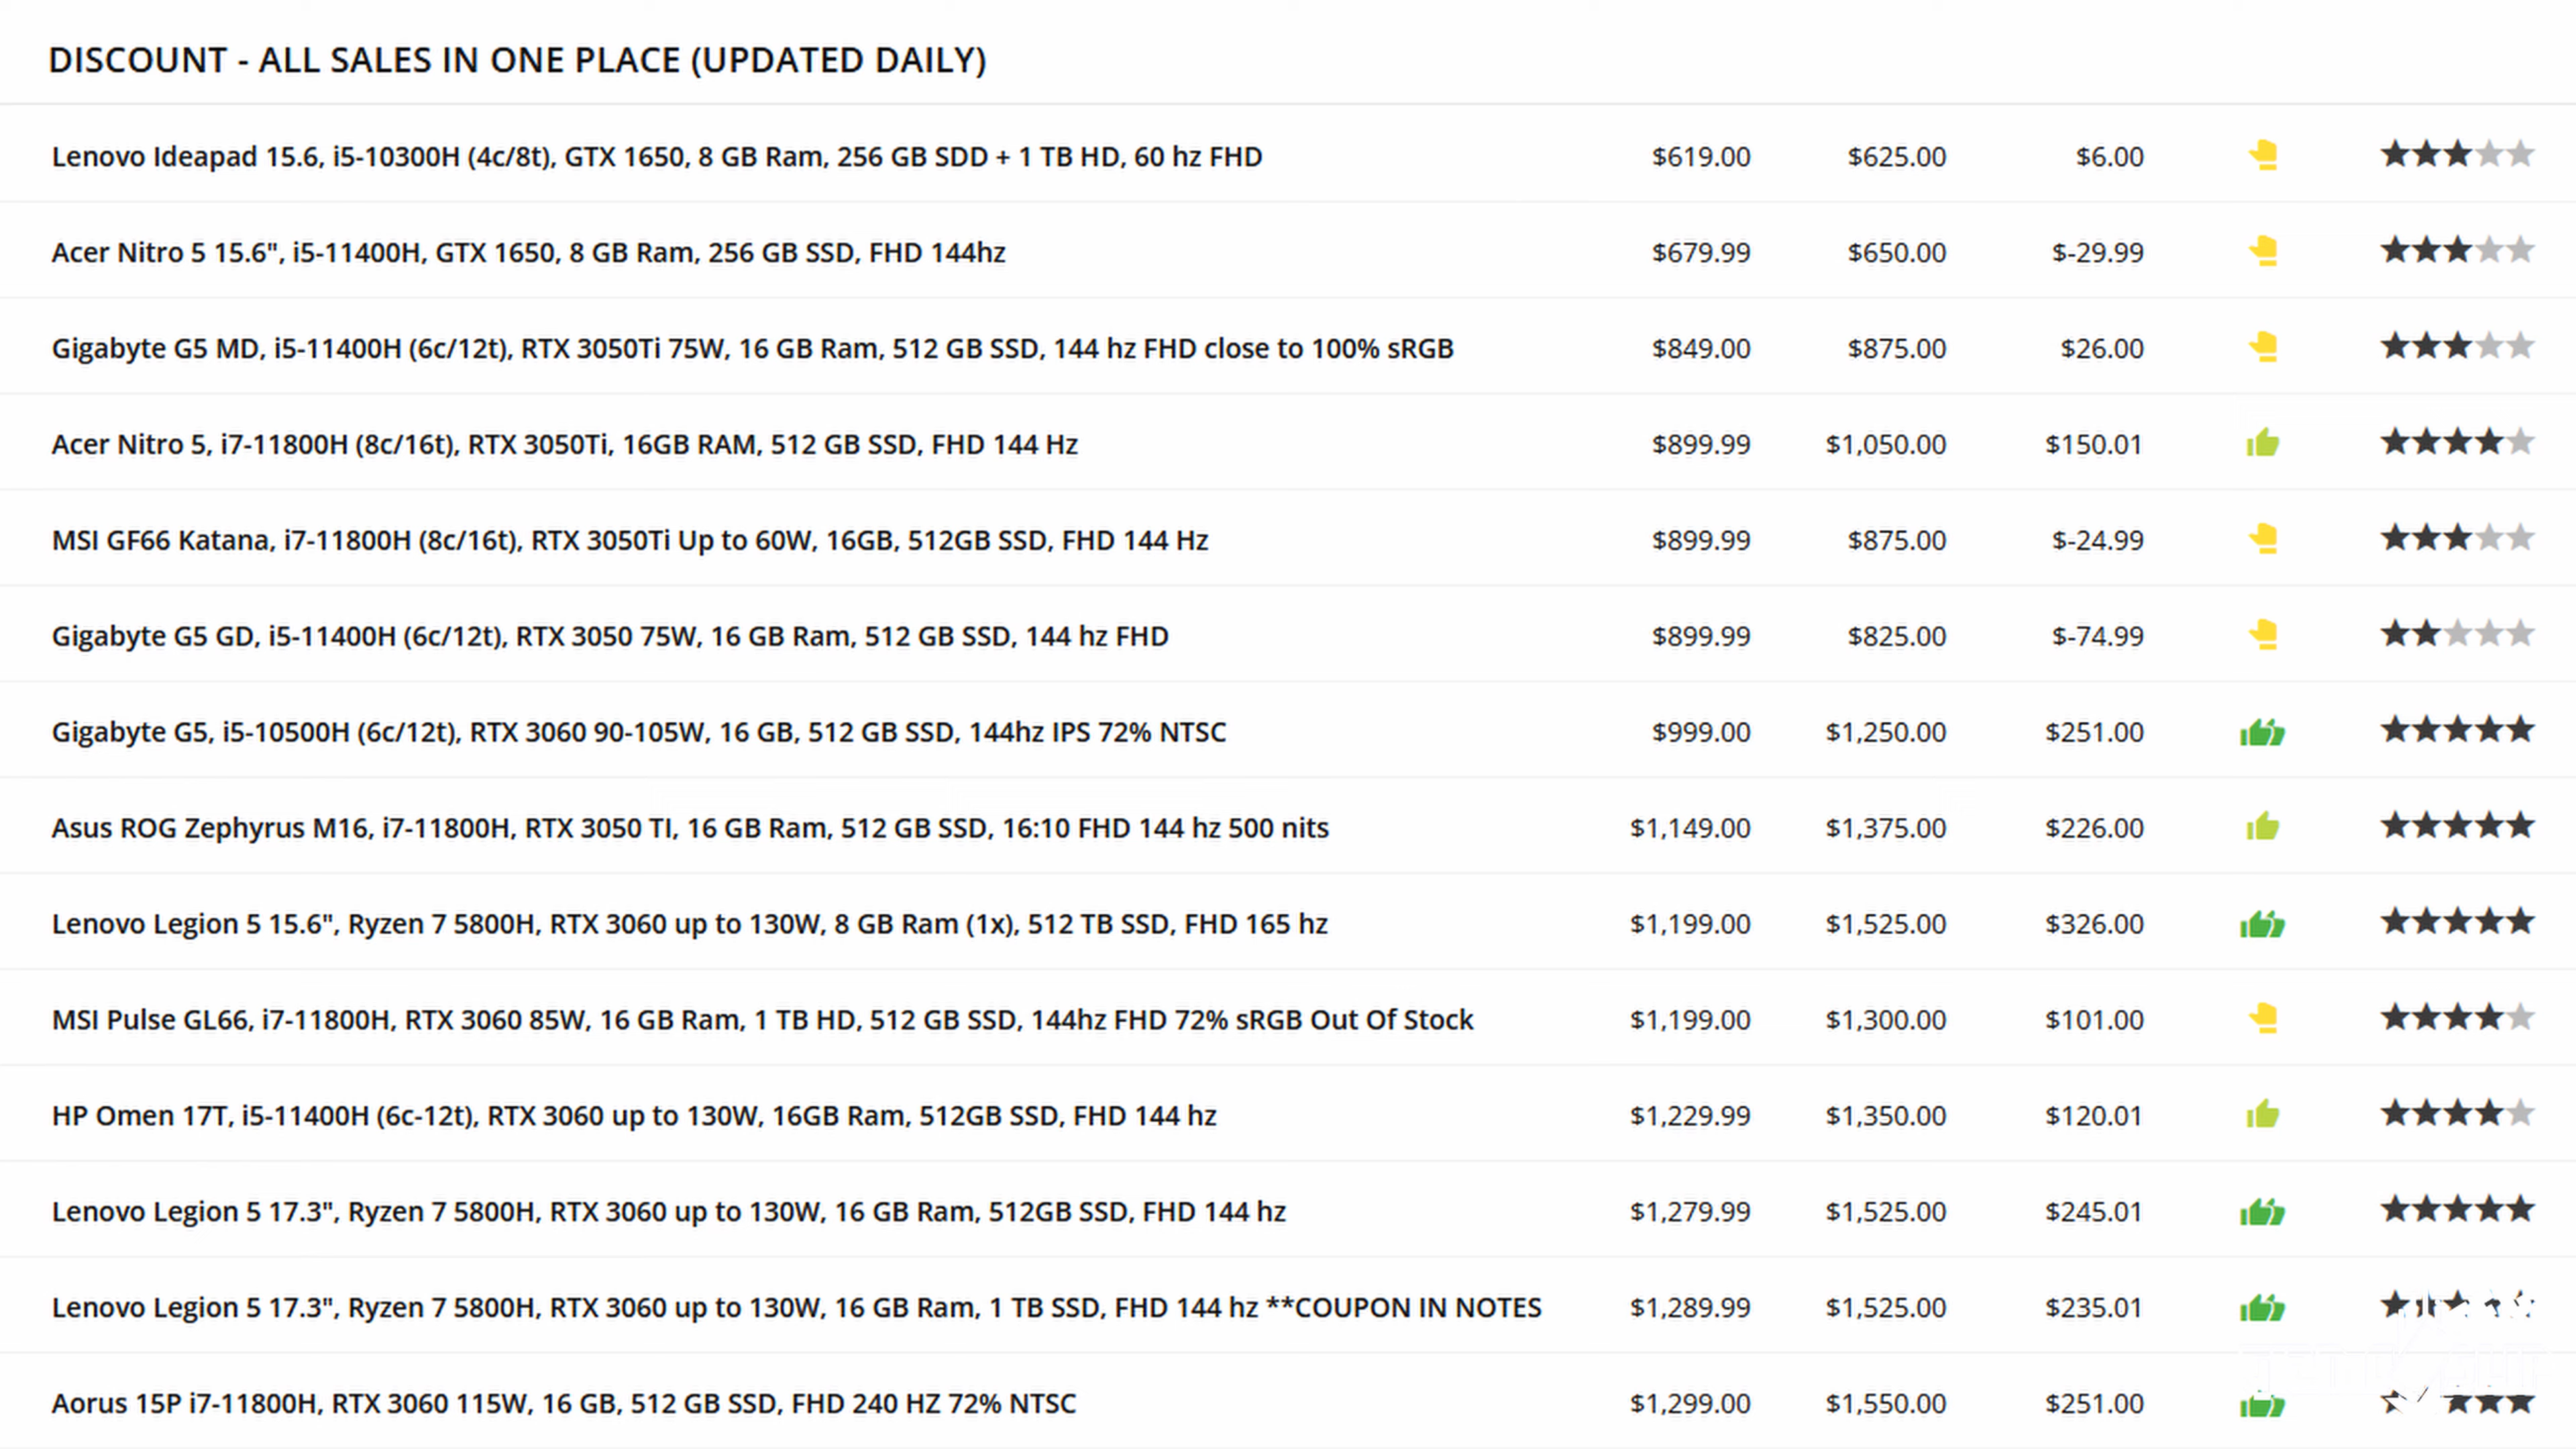 DISCOUNT - ALL SALES IN ONE PLACE (UPDATED DAILY)
Lenovo Ideapad 15.6, i5-10300H (4c/8t), GTX 1650, 8 GB Ram, 256 GB SDD + 1 TB HD, 60 hz FHD $619.00 $625.00 $6.00
Acer Nitro 5 15.6", i5-11400H, GTX 1650, 8 GB Ram, 256 GB SSD, FHD 144hz $679.99 $650.00 $-29.99
Gigabyte G5 MD, i5-11400H (6c/12t), RTX 3050Ti 75W, 16 GB Ram, 512 GB SSD, 144 hz FHD close to 100% sRGB $849.00 $875.00 $26.00
Acer Nitro 5, i7-11800H (8c/16t), RTX 3050Ti, 16GB RAM, 512 GB SSD, FHD 144 Hz $899.99 $1,050.00 $150.01
MSI GF66 Katana, i7-11800H (8c/16t), RTX 3050Ti Up to 60W, 16GB, 512GB SSD, FHD 144 Hz $899.99 $875.00 $-24.99
Gigabyte G5 GD, i5-11400H (6c/12t), RTX 3050 75W, 16 GB Ram, 512 GB SSD, 144 hz FHD $899.99 $825.00 $-74.99
Gigabyte G5, i5-10500H (6c/12t), RTX 3060 90-105W, 16 GB, 512 GB SSD, 144hz IPS 72% NTSC $999.00 $1,250.00 $251.00
Asus ROG Zephyrus M16, i7-11800H, RTX 3050 TI, 16 GB Ram, 512 GB SSD, 16:10 FHD 144 hz 500 nits $1,149.00 $1,375.00 $226.00
Lenovo Legion 5 15.6", Ryzen 7 5800H, RTX 3060 up to 130W, 8 GB Ram (1x), 512 TB SSD, FHD 165 hz $1,199.00 $1,525.00 $326.00
MSI Pulse GL66, i7-11800H, RTX 3060 85W, 16 GB Ram, 1 TB HD, 512 GB SSD, 144hz FHD 72% sRGB Out Of Stock $1,199.00 $1,300.00 $101.00
HP Omen 17T, i5-11400H (6c-12t), RTX 3060 up to 130W, 16GB Ram, 512GB SSD, FHD 144 hz $1,229.99 $1,350.00 $120.01
Lenovo Legion 5 17.3", Ryzen 7 5800H, RTX 3060 up to 130W, 16 GB Ram, 512GB SSD, FHD 144 hz $1,279.99 $1,525.00 $245.01
Lenovo Legion 5 17.3", Ryzen 7 5800H, RTX 3060 up to 130W, 16 GB Ram, 1 TB SSD, FHD 144 hz **COUPON IN NOTES $1,289.99 $1,525.00 $235.01
Aorus 15P i7-11800H, RTX 3060 115W, 16 GB, 512 GB SSD, FHD 240 HZ 72% NTSC $1,299.00 $1,550.00 $251.00